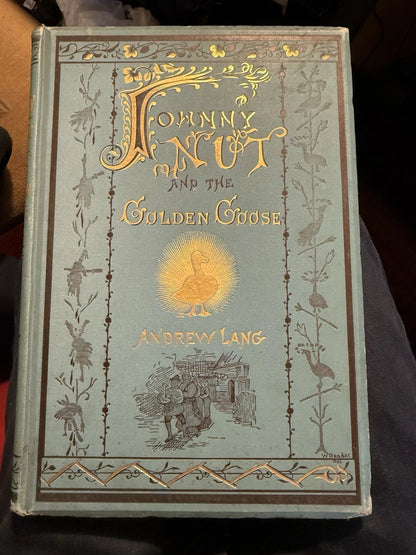 Johnny
Nut
AND THE
Golden Goose
Andrew Lang